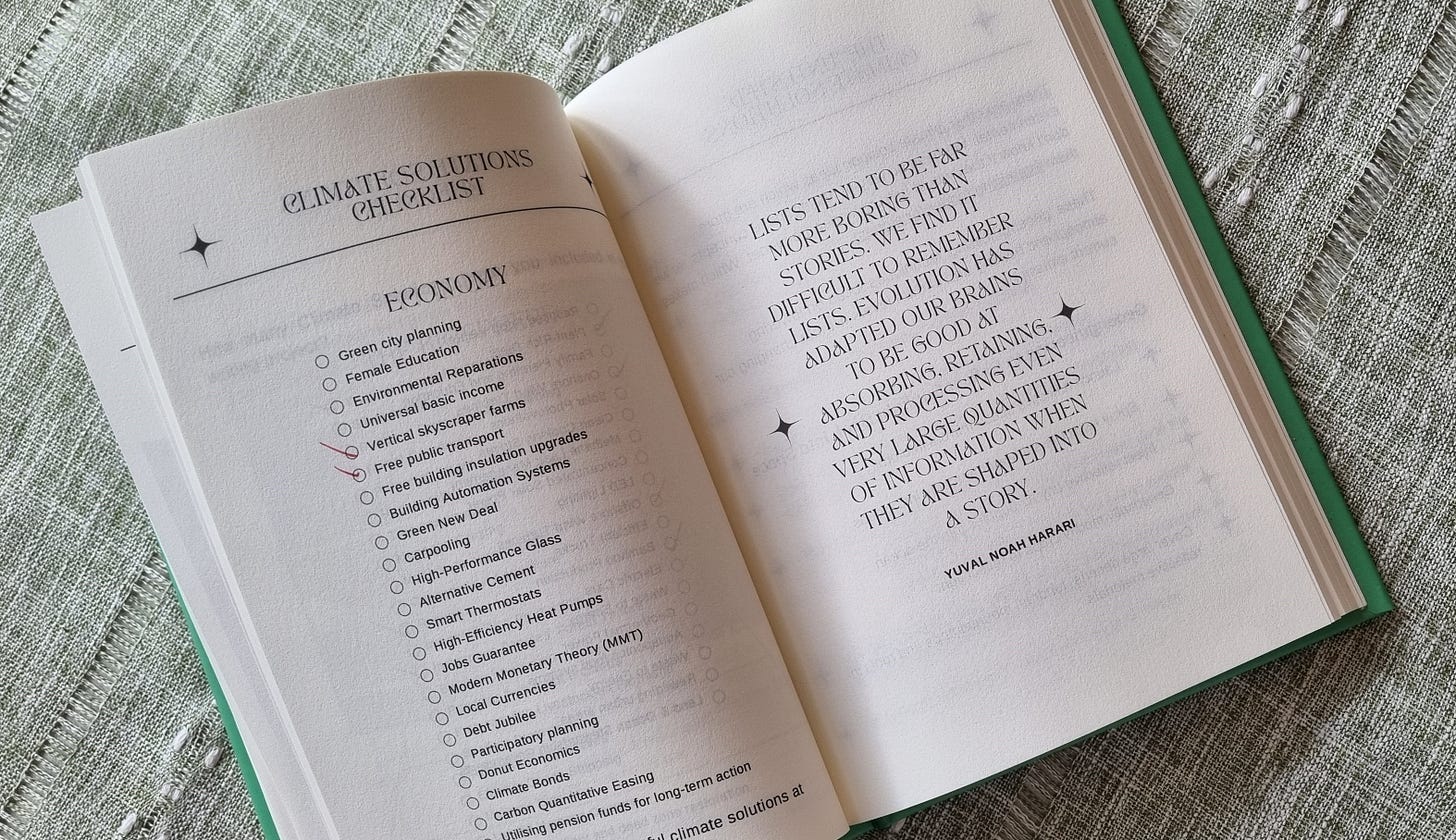 CLIMATE SOLUTIONS
CHECKLIST
ECONOMY
Green city planning
Female Education
Environmental Reparations
Universal basic income
Vertical skyscraper farms
Free public transport
Free building insulation upgrades
Building Automation Systems
Green New Deal
Carpooling
High-Performance Glass
Alternative Cement
Smart Thermostats
High-Efficiency Heat Pumps
Jobs Guarantee
Modern Monetary Theory (MMT)
Local Currencies
Debt Jubilee
Participatory planning
Donut Economics
Climate Bonds
Carbon Quantitative Easing
Utilising pension funds for long-term action
climate solutions at
LISTS TEND TO BE FAR
MORE BORING THAN
STORIES. WE FIND IT
DIFFICULT TO REMEMBER
LISTS. EVOLUTION HAS
ADAPTED OUR BRAINS
TO BE GOOD AT
ABSORBING, RETAINING,
AND PROCESSING EVEN
VERY LARGE QUANTITIES
OF INFORMATION WHEN
THEY ARE SHAPED INTO
A STORY.
YUVAL NOAH HARARI